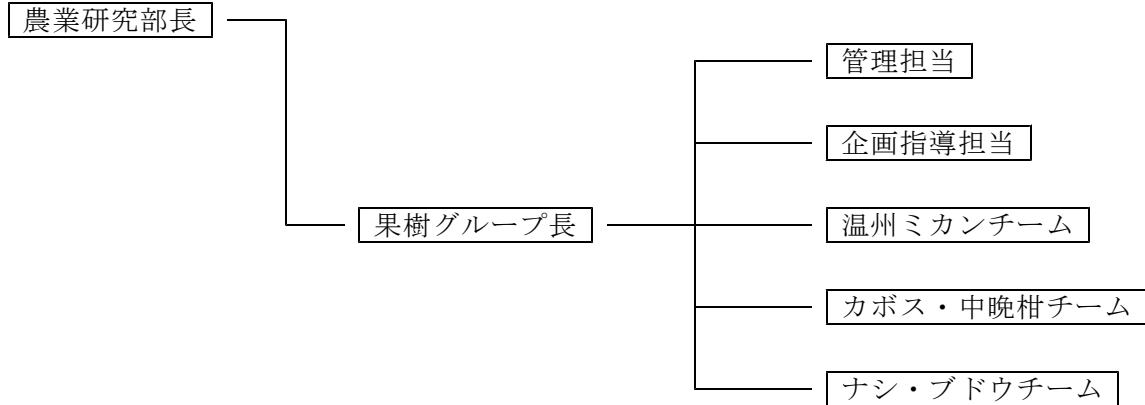 農業研究部長
管理担当
企画指導担当
果樹グループ長
温州ミカンチーム
カボス・中晩柑チーム
ナシ・ブドウチーム